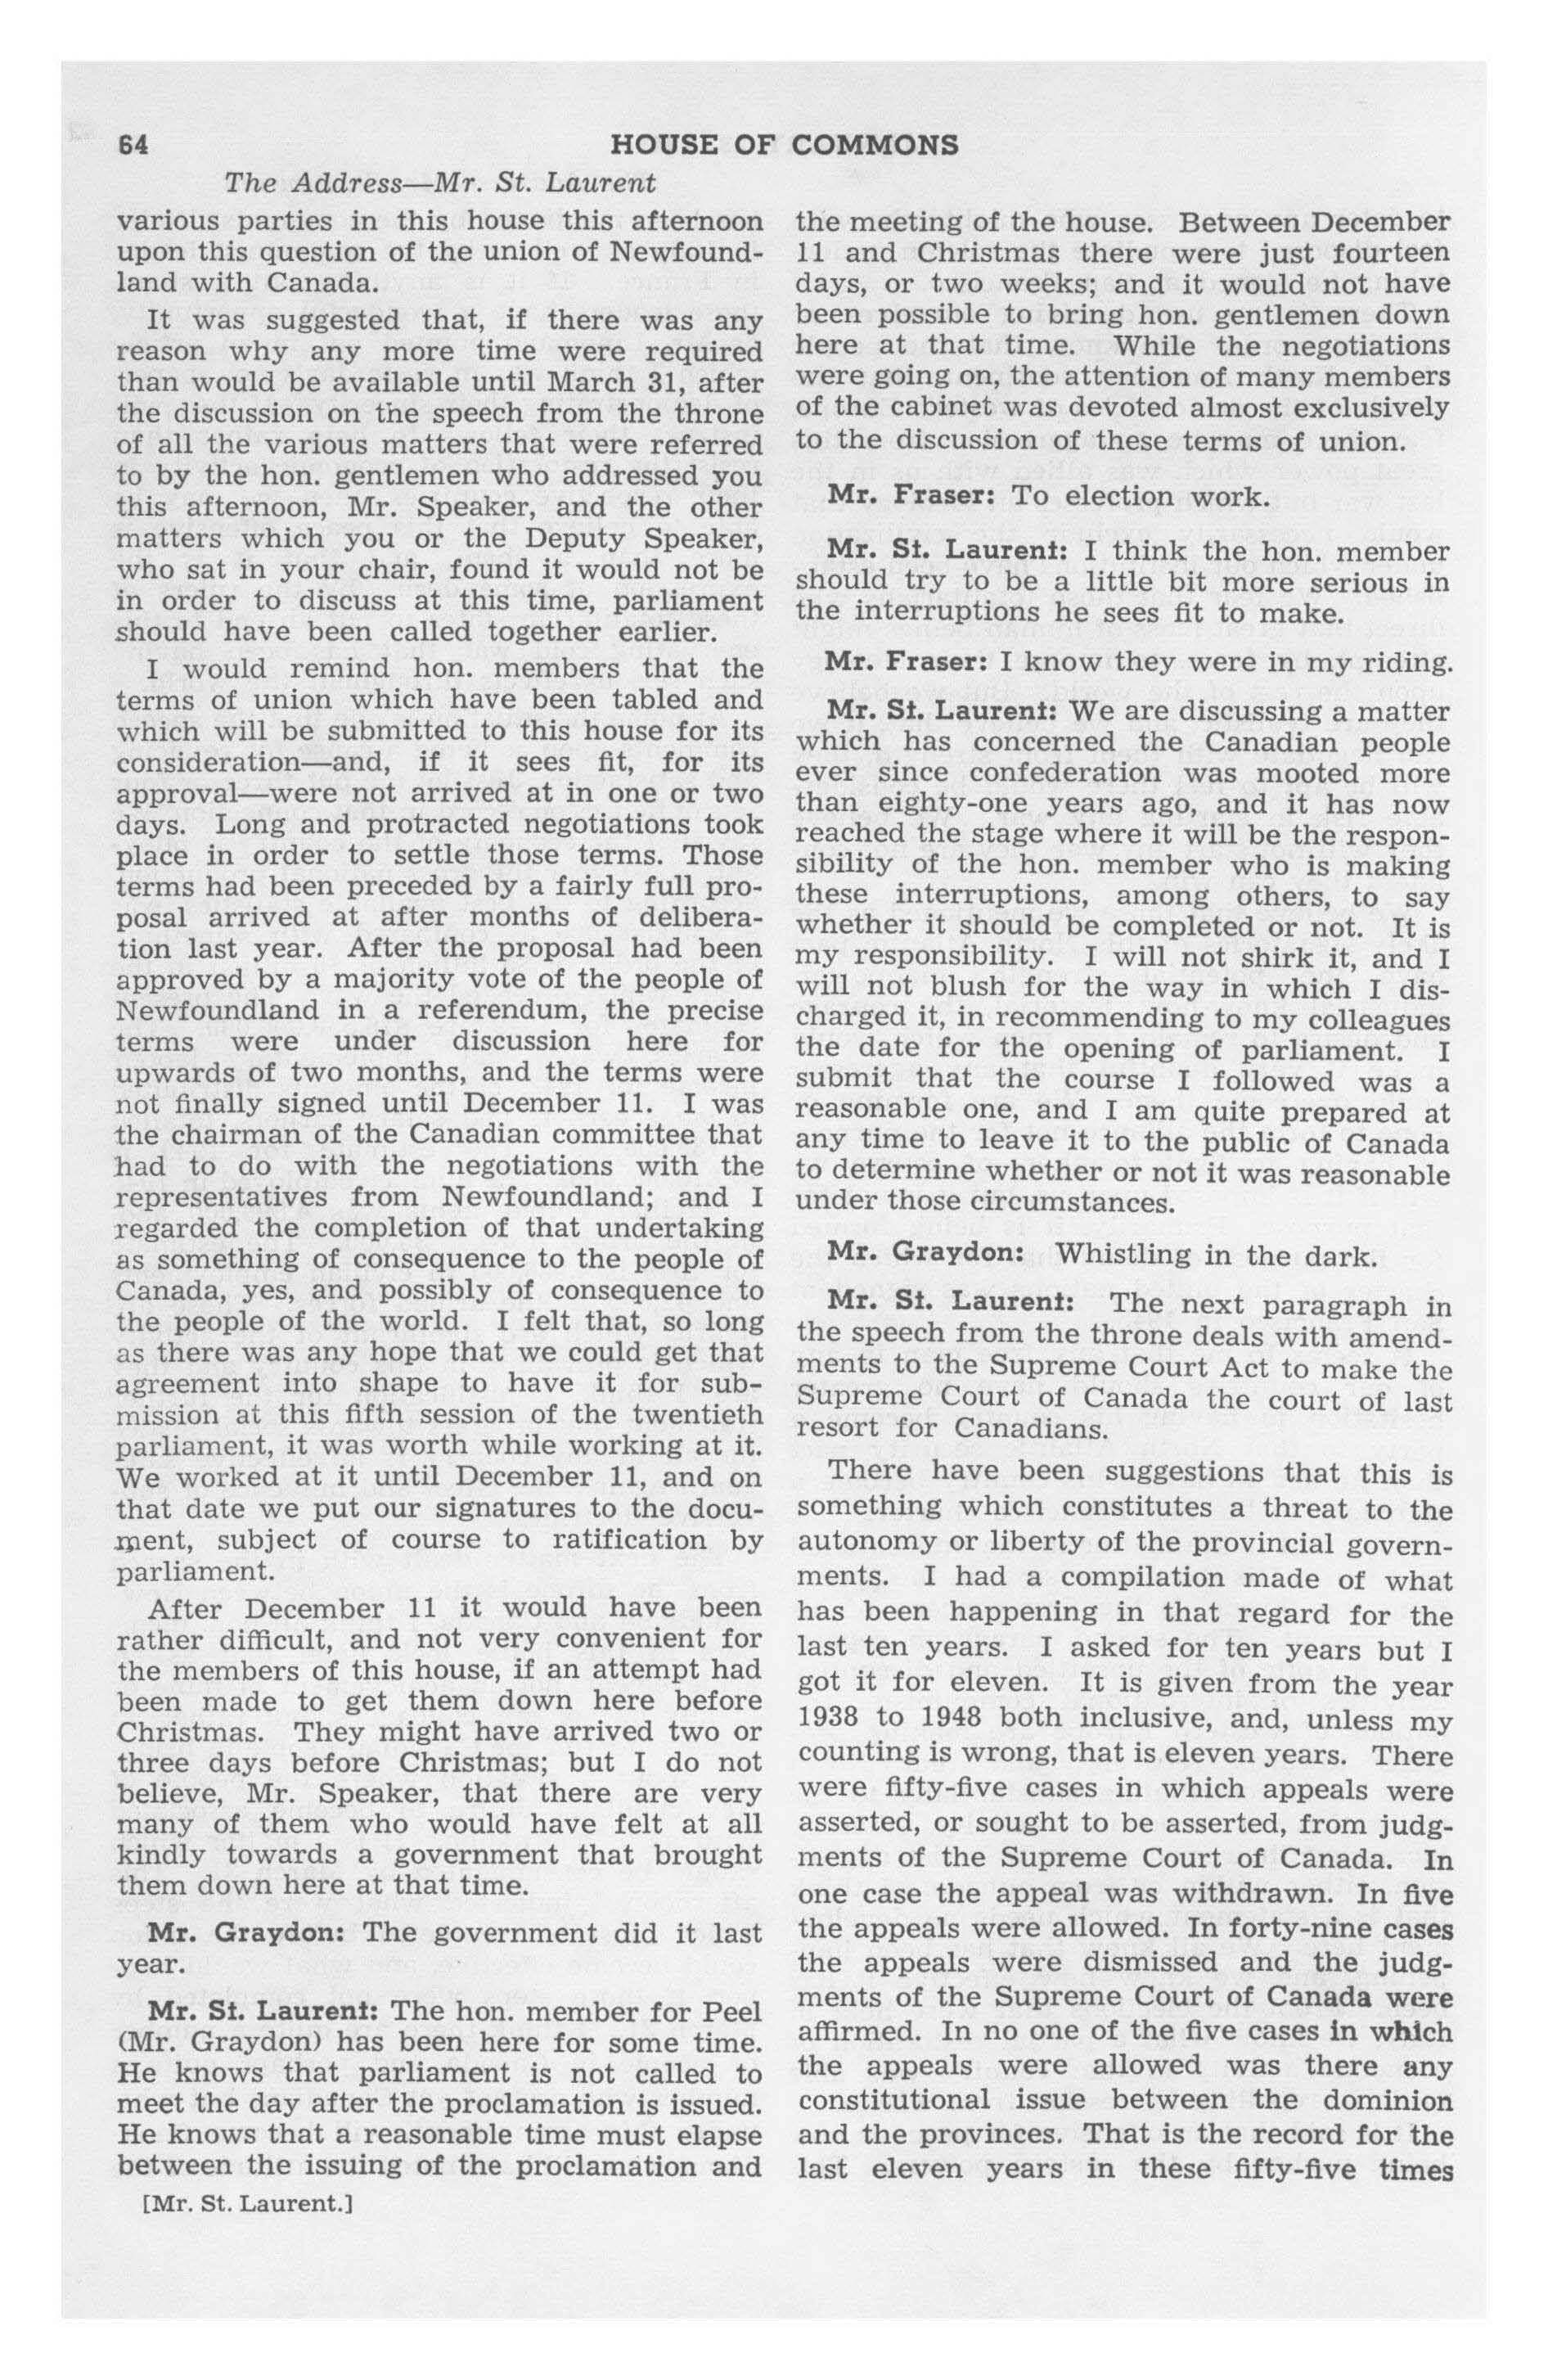 64
HOUSE OF COMMONS
The Address—Mr. St. Laurent
various parties in this house this afternoon
upon this question of the union of Newfound-
land with Canada.
It was suggested that, if there was any
reason why any more time were required
than would be available until March 31, after
the discussion on the speech from the throne
of all the various matters that were referred
to by the hon. gentlemen who addressed you
this afternoon, Mr. Speaker, and the other
matters which you or the Deputy Speaker,
who sat in your chair, found it would not be
in order to discuss at this time, parliament
should have been called together earlier.
I would remind hon. members that the
terms of union which have been tabled and
which will be submitted to this house for its
consideration—and, if it sees fit, for its
approval—were not arrived at in one or two
days. Long and protracted negotiations took
place in order to settle those terms. Those
terms had been preceded by a fairly full pro-
posal arrived at after months of delibera-
tion last year. After the proposal had been
approved by a majority vote of the people of
Newfoundland in a referendum, the precise
terms were under discussion here for
upwards of two months, and the terms were
not finally signed until December 11. I was
the chairman of the Canadian committee that
had to do with the negotiations with the
representatives from Newfoundland; and I
regarded the completion of that undertaking
as something of consequence to the people of
Canada, yes, and possibly of consequence to
the people of the world. I felt that, so long
as there was any hope that we could get that
agreement into shape to have it for sub-
mission at this fifth session of the twentieth
parliament, it was worth while working at it.
We worked at it until December 11, and on
that date we put our signatures to the docu-
ment, subject of course to ratification by
parliament.
After December 11 it would have been
rather difficult, and not very convenient for
the members of this house, if an attempt had
been made to get them down here before
Christmas. They might have arrived two or
three days before Christmas; but I do not
believe, Mr. Speaker, that there are very
many of them who would have felt at all
kindly towards a government that brought
them down here at that time.
Mr. Graydon: The government did it last
year.
Mr. St. Laurent: The hon. member for Peel
(Mr. Graydon) has been here for some time.
He knows that parliament is not called to
meet the day after the proclamation is issued.
He knows that a reasonable time must elapse
between the issuing of the proclamation and
[Mr. St. Laurent.]
the meeting of the house. Between December
11 and Christmas there were just fourteen
days, or two weeks; and it would not have
been possible to bring hon. gentlemen down
here at that time. While the negotiations
were going on, the attention of many members
of the cabinet was devoted almost exclusively
to the discussion of these terms of union.
Mr. Fraser: To election work.
Mr. St. Laurent: I think the hon. member
should try to be a little bit more serious in
the interruptions he sees fit to make.
Mr. Fraser: I know they were in my riding.
Mr. St. Laurent: We are discussing a matter
which has concerned the Canadian people
ever since confederation was mooted more
than eighty-one years ago, and it has now
reached the stage where it will be the respon-
sibility of the hon. member who is making
these interruptions, among others, to say
whether it should be completed or not. It is
my responsibility. I will not shirk it, and I
will not blush for the way in which I dis-
charged it, in recommending to my colleagues
the date for the opening of parliament. I
submit that the course I followed was a
reasonable one, and I am quite prepared at
any time to leave it to the public of Canada
to determine whether or not it was reasonable
under those circumstances.
Mr. Graydon: Whistling in the dark.
Mr. St. Laurent: The next paragraph in
the speech from the throne deals with amend-
ments to the Supreme Court Act to make the
Supreme Court of Canada the court of last
resort for Canadians.
There have been suggestions that this is
something which constitutes a threat to the
autonomy or liberty of the provincial govern-
ments. I had a compilation made of what
has been happening in that regard for the
last ten years. I asked for ten years but I
got it for eleven. It is given from the year
1938 to 1948 both inclusive, and, unless my
counting is wrong, that is eleven years. There
were fifty-five cases in which appeals were
asserted, or sought to be asserted, from judg-
ments of the Supreme Court of Canada. In
one case the appeal was withdrawn. In five
the appeals were allowed. In forty-nine cases
the appeals were dismissed and the judg-
ments of the Supreme Court of Canada were
affirmed. In no one of the five cases in which
the appeals were allowed was there any
constitutional issue between the dominion
and the provinces. That is the record for the
last eleven years in these fifty-five times